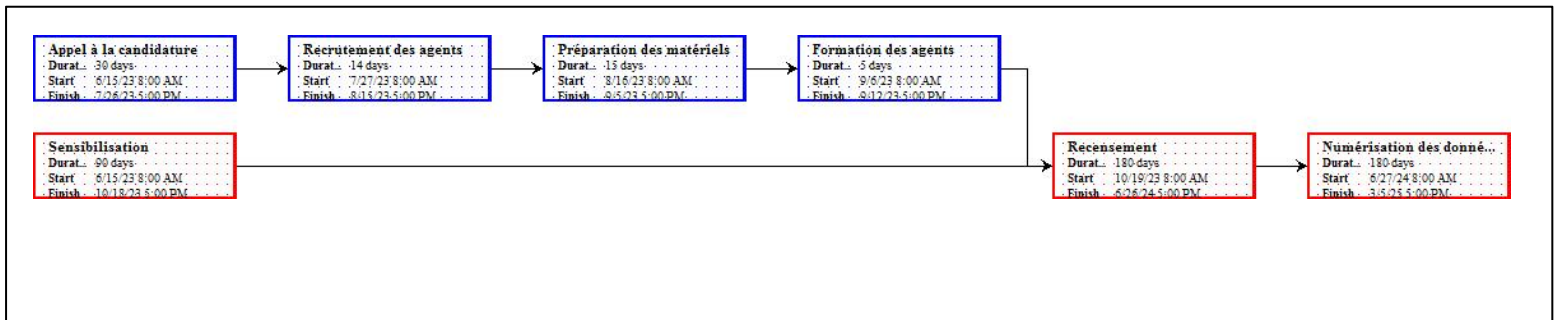 Appel à la candidature
Durat... 30 days
Start 6/15/23 8:00 AM
Finish 7/26/23 5:00 PM
Recrutement des agents
Durat... 14 days
Start 7/27/23 8:00 AM
Finish 8/15/23 5:00 PM
Préparation des matériels
Durat... 15 days
Start 8/16/23 8:00 AM
Finish 9/5/23 5:00 PM
Formation des agents
Durat... 5 days
Start 9/6/23 8:00 AM
Finish 9/12/23 5:00 PM
Sensibilisation
Durat... 90 days
Start 6/15/23 8:00 AM
Finish 10/18/23 5:00 PM
Recensement
Durat... 180 days
Start 10/19/23 8:00 AM
Finish 6/26/24 5:00 PM
Numérisation des donné...
Durat... 180 days
Start 6/27/24 8:00 AM
Finish 3/5/25 5:00 PM